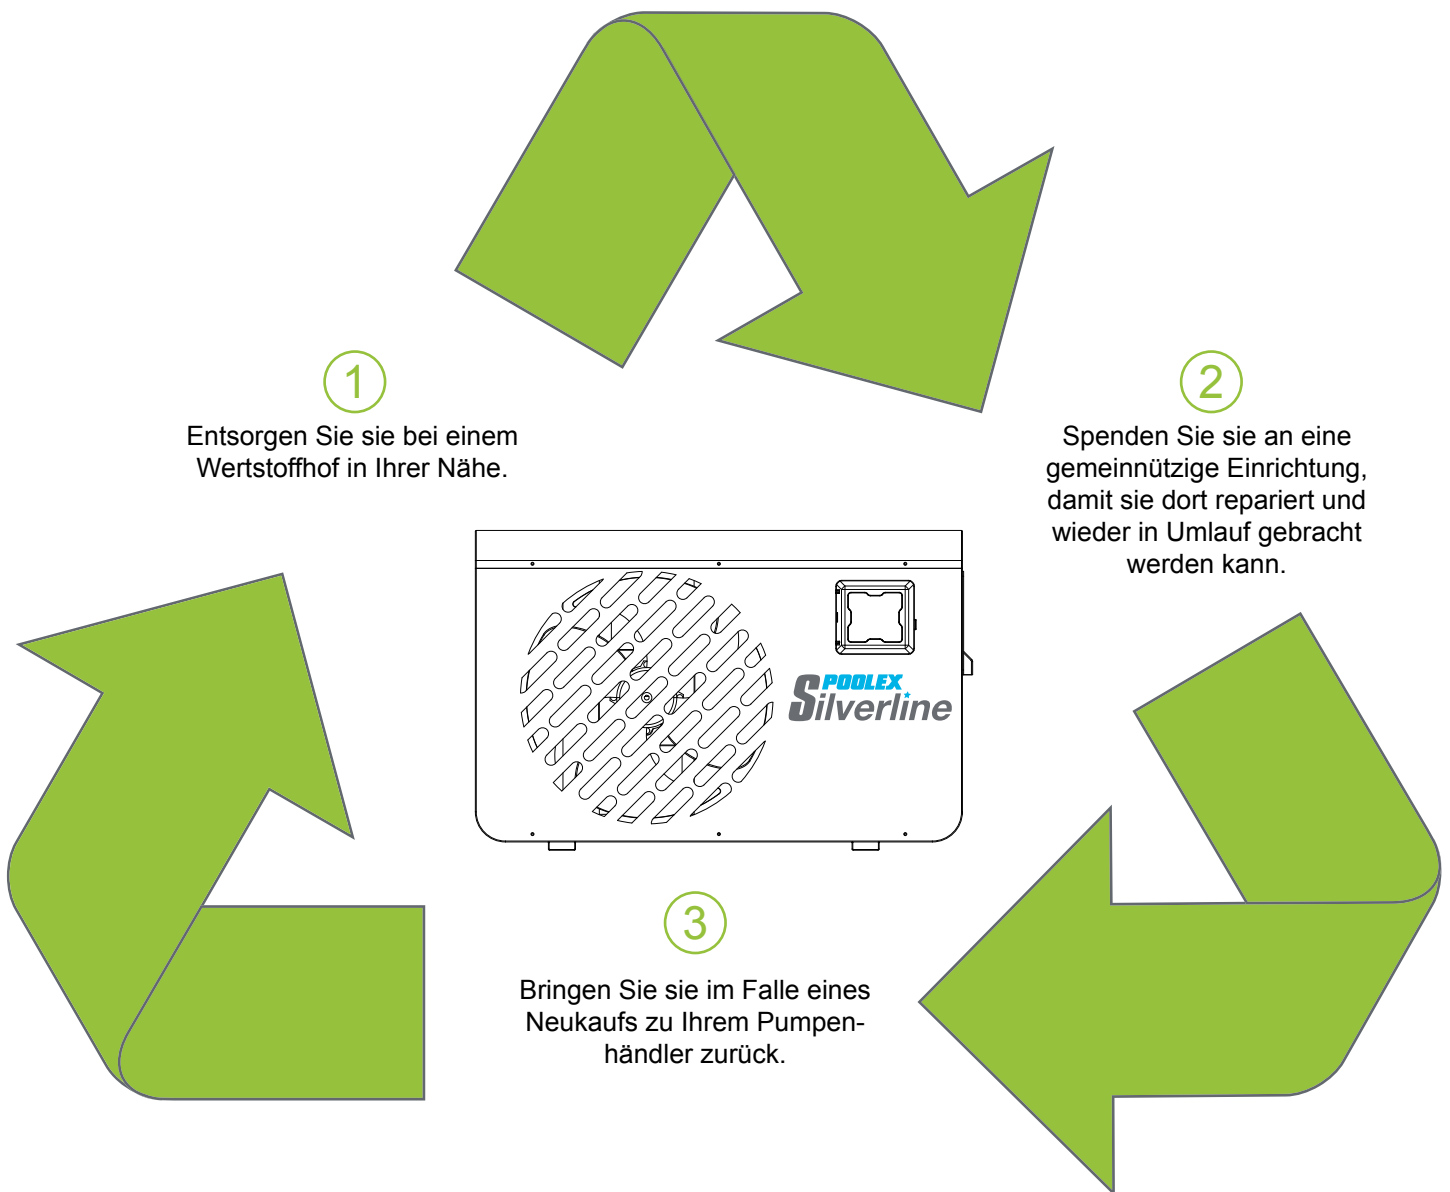 1
Entsorgen Sie sie bei einem
Wertstoffhof in Ihrer Nähe.
2
Spenden Sie sie an eine
gemeinnützige Einrichtung,
damit sie dort repariert und
wieder in Umlauf gebracht
werden kann.
POOLEX
Silverline
3
Bringen Sie sie im Falle eines
Neukaufs zu Ihrem Pumpen-
händler zurück.